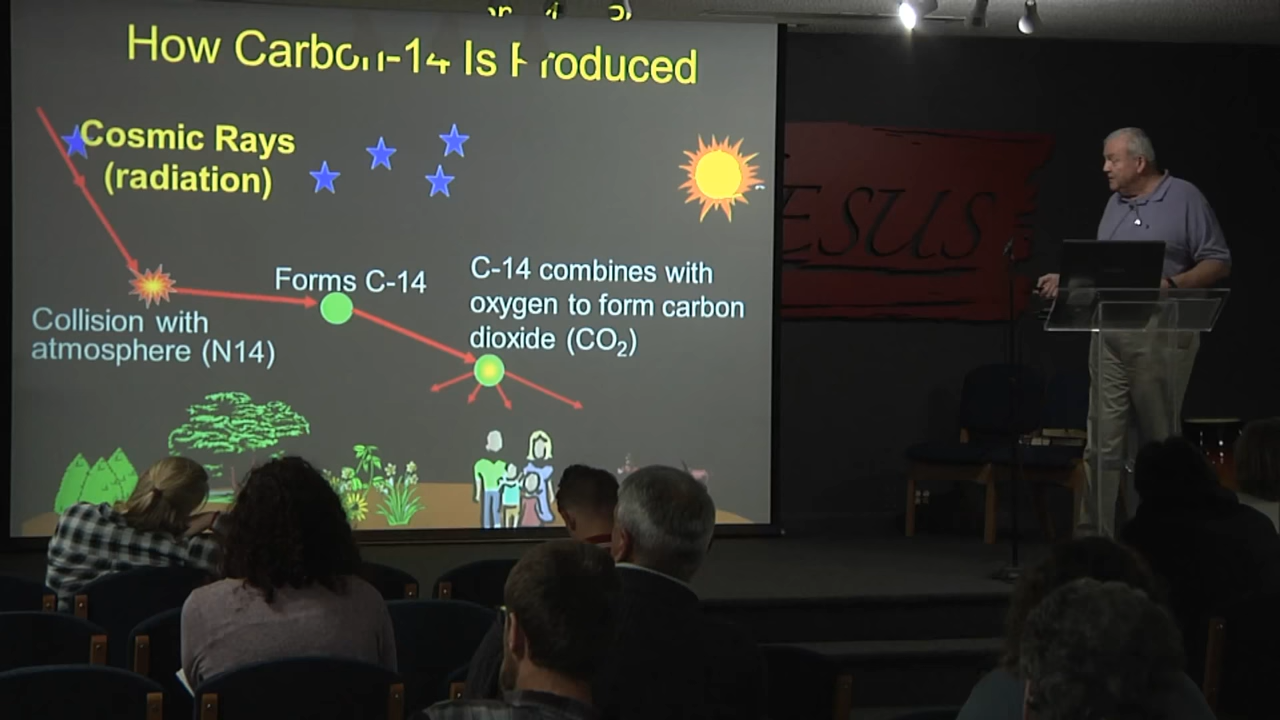 How Carbon-14 Is Produced
Cosmic Rays
(radiation)
Forms C-14
C-14 combines with
oxygen to form carbon
dioxide (CO₂)
Collision with
atmosphere (N14)
ESUS